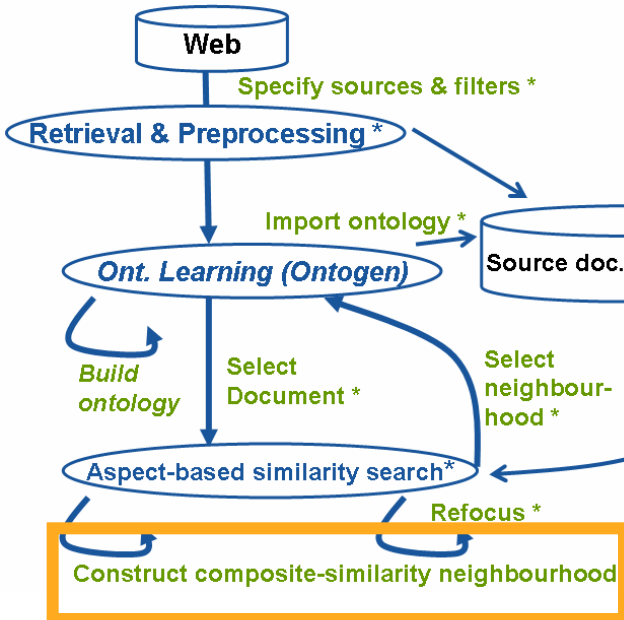 Web
Specify sources & filters *
Retrieval & Preprocessing *
Import ontology *
Source doc.
Ont. Learning (Ontogen)
Build
ontology
Select
Document *
Select
neighbour-
hood *
Aspect-based similarity search*
Refocus *
Construct composite-similarity neighbourhood